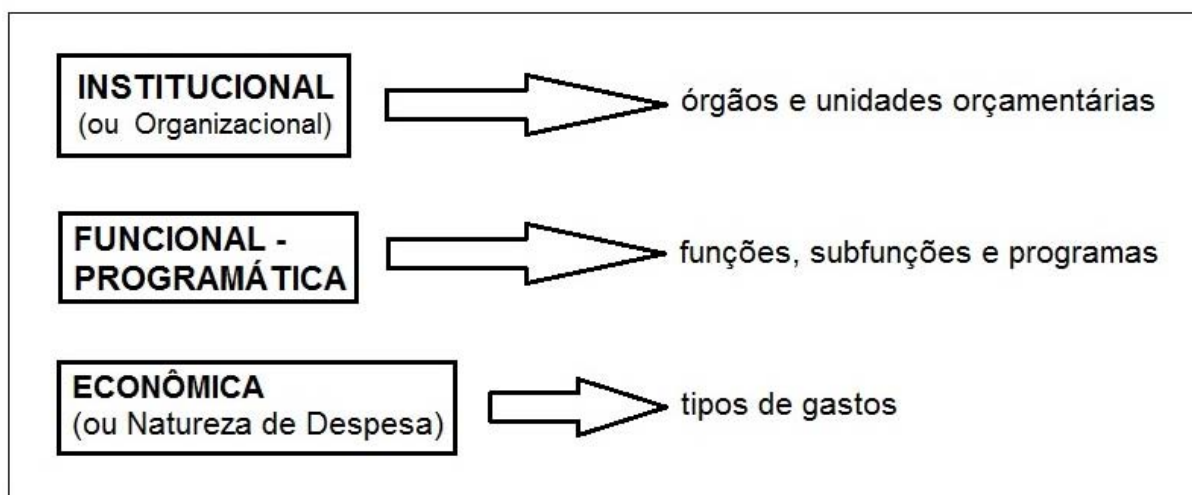 INSTITUCIONAL
(ou Organizacional)
órgãos e unidades orçamentárias
FUNCIONAL -
PROGRAMÁTICA
funções, subfunções e programas
ECONÔMICA
(ou Natureza de Despesa)
tipos de gastos